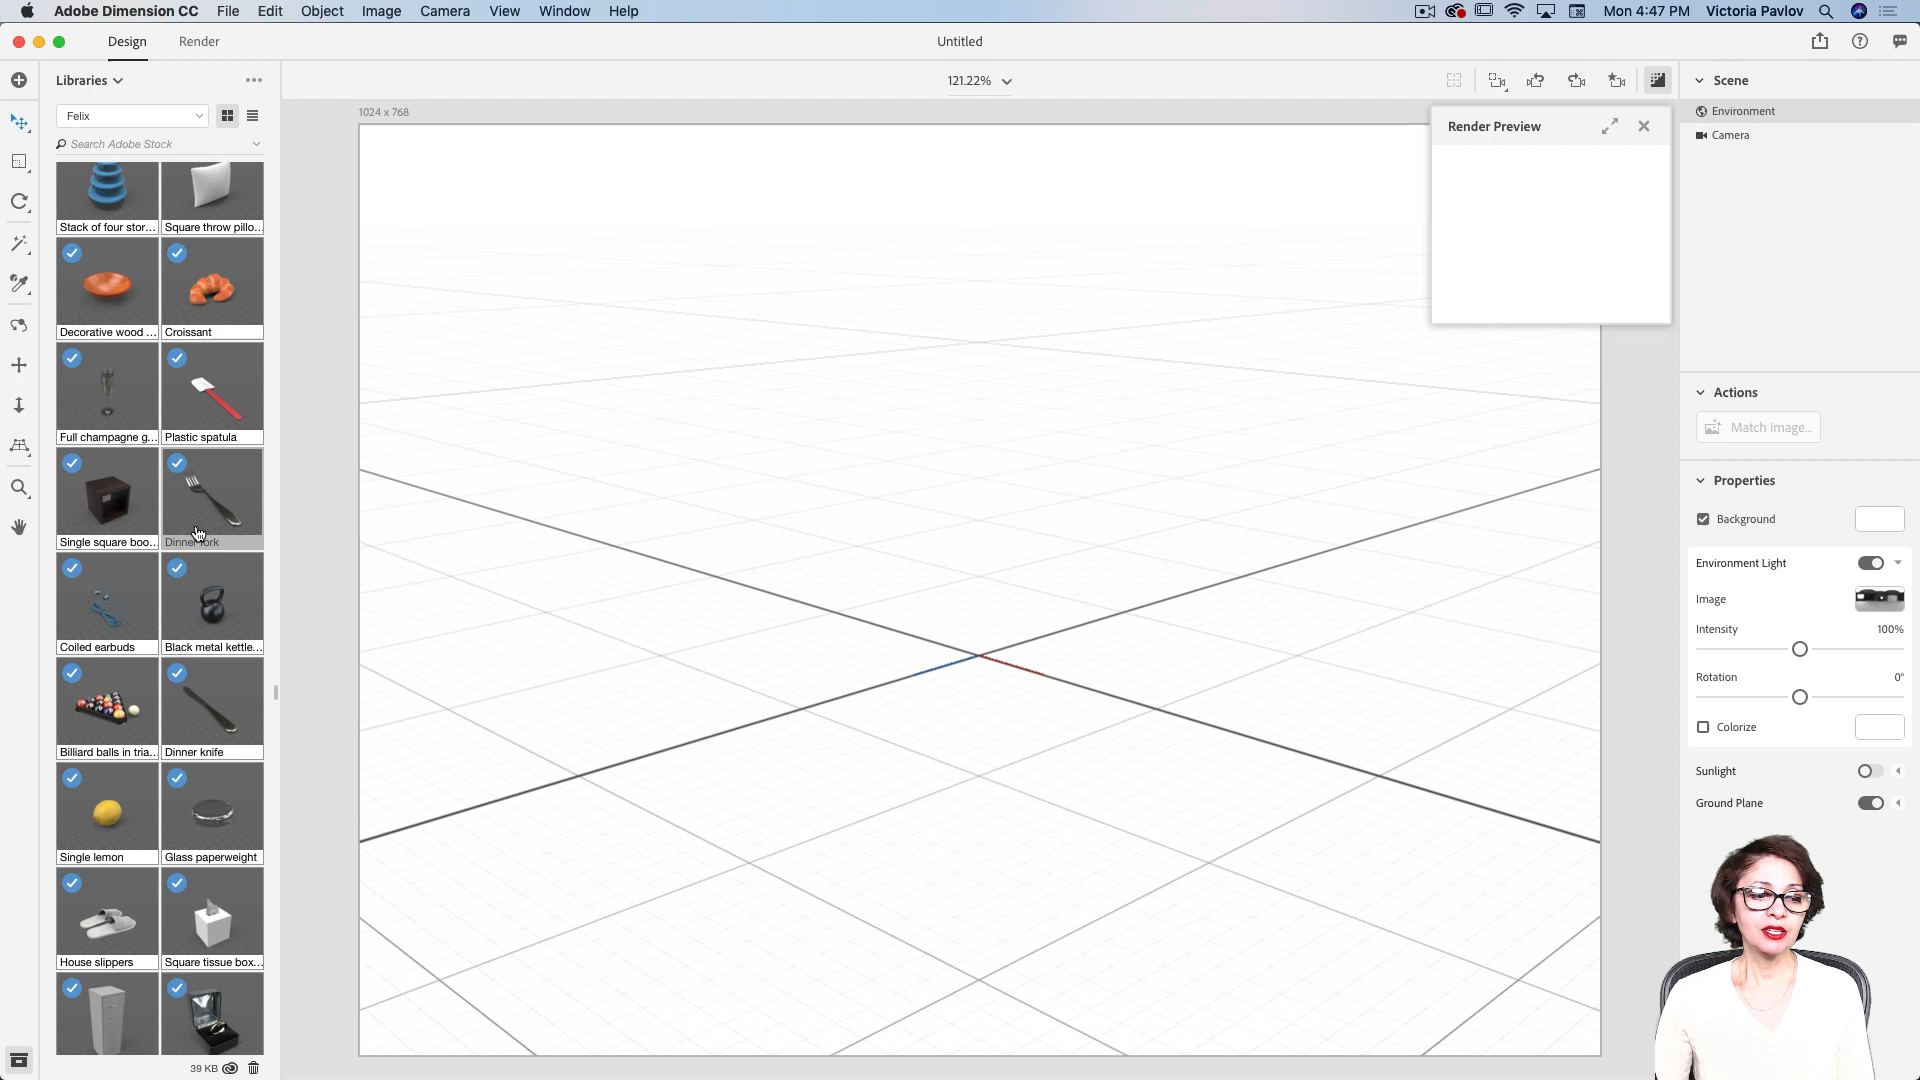 Adobe Dimension CC File Edit Object Image Camera View Window Help Mon 4:47 PM Victoria Pavlov
Design Render Untitled
Libraries 121.22% Scene
Felix
Search Adobe Stock
1024 x 768
Render Preview
Environment
Camera
Stack of four stor... Square throw pillo...
Decorative wood ... Croissant
Full champagne g... Plastic spatula
Single square boo... Dinner fork
Coiled earbuds Black metal kettle...
Billiard balls in tria... Dinner knife
Single lemon Glass paperweight
House slippers Square tissue box...
39 KB
Actions
Match Image...
Properties
Background
Environment Light
Image
Intensity 100%
Rotation 0°
Colorize
Sunlight
Ground Plane